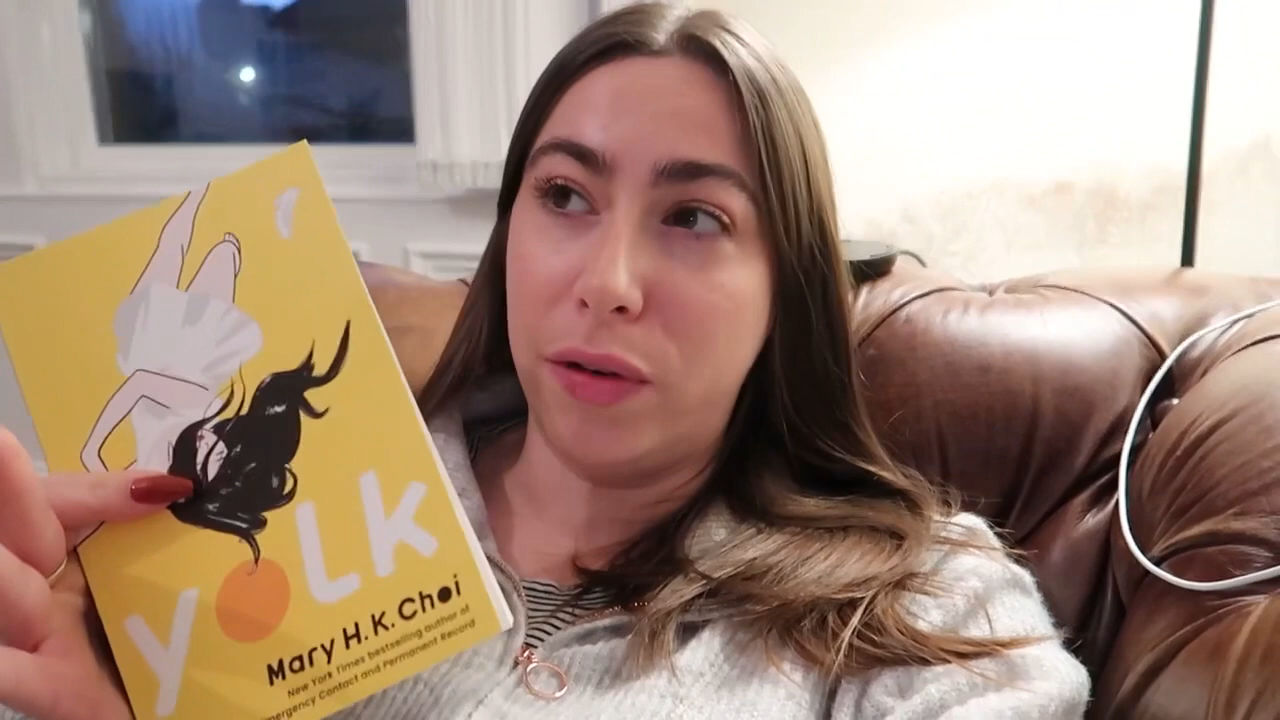 YOLK
Mary H.K. Choi
New York Times bestselling author of
Emergency Contact and Permanent Record